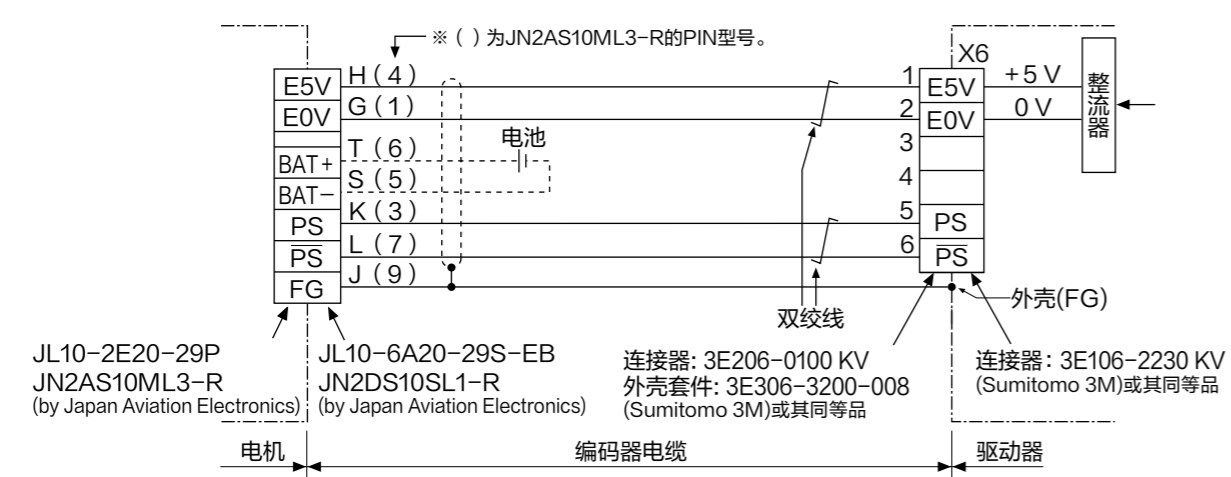 ※（ ）为JN2AS10ML3-R的PIN型号。
X6
E5V
H（4）
1
E5V
+5 V
整流器
E0V
G（1）
2
E0V
0 V
3
电池
BAT+
T（6）
4
BAT-
S（5）
PS
K（3）
5
PS
P̅S̅
L（7）
6
P̅S̅
FG
J（9）
外壳(FG)
双绞线
JL10-2E20-29P
JN2AS10ML3-R
(by Japan Aviation Electronics)
JL10-6A20-29S-EB
JN2DS10SL1-R
(by Japan Aviation Electronics)
连接器: 3E206-0100 KV
外壳套件: 3E306-3200-008
(Sumitomo 3M)或其同等品
连接器: 3E106-2230 KV
(Sumitomo 3M)或其同等品
电机
编码器电缆
驱动器